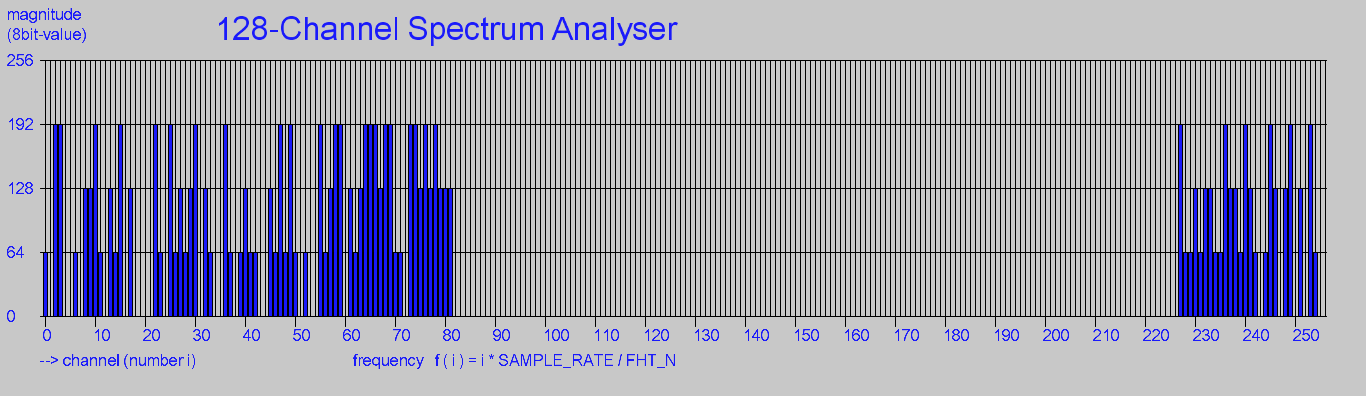 magnitude
(8bit-value)
128-Channel Spectrum Analyser
256
192
128
64
0
0 10 20 30 40 50 60 70 80 90 100 110 120 130 140 150 160 170 180 190 200 210 220 230 240 250
--> channel (number i) frequency f ( i ) = i * SAMPLE_RATE / FHT_N